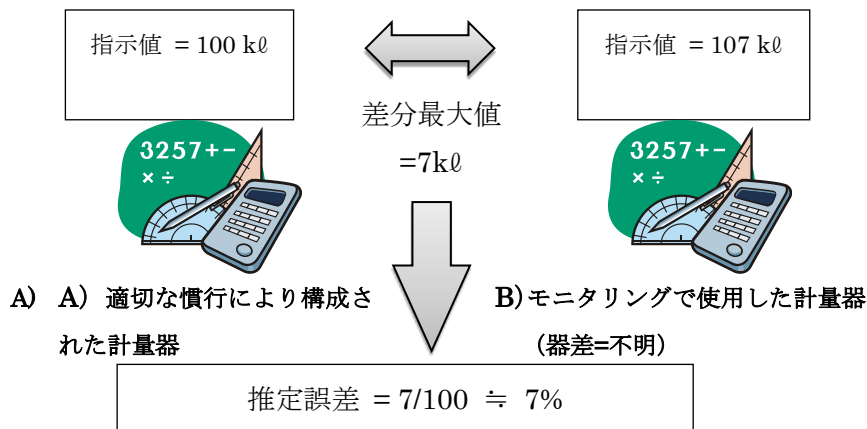 指示値 = 100 kℓ
指示値 = 107 kℓ
差分最大値
=7kℓ
3257+-
×÷
3257+-
×÷
A) A) 適切な慣行により構成さ
れた計量器
B)モニタリングで使用した計量器
(器差=不明)
推定誤差 = 7/100 ≒ 7%